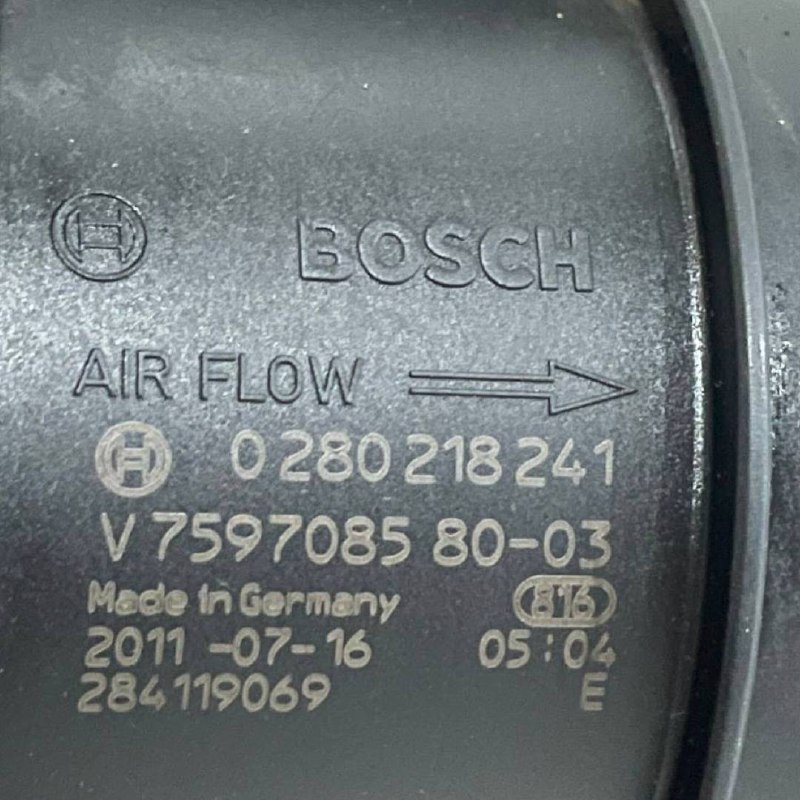 BOSCH
AIR FLOW
0 280 218 241
V 7597085 80-03
Made in Germany 816
2011-07-16 05:04
284119069 E